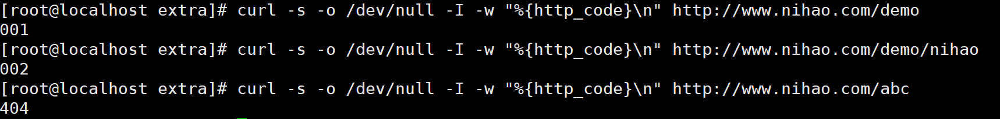 [root@localhost extra]# curl -s -o /dev/null -I -w "%{http_code}\n" http://www.nihao.com/demo
001
[root@localhost extra]# curl -s -o /dev/null -I -w "%{http_code}\n" http://www.nihao.com/demo/nihao
002
[root@localhost extra]# curl -s -o /dev/null -I -w "%{http_code}\n" http://www.nihao.com/abc
404